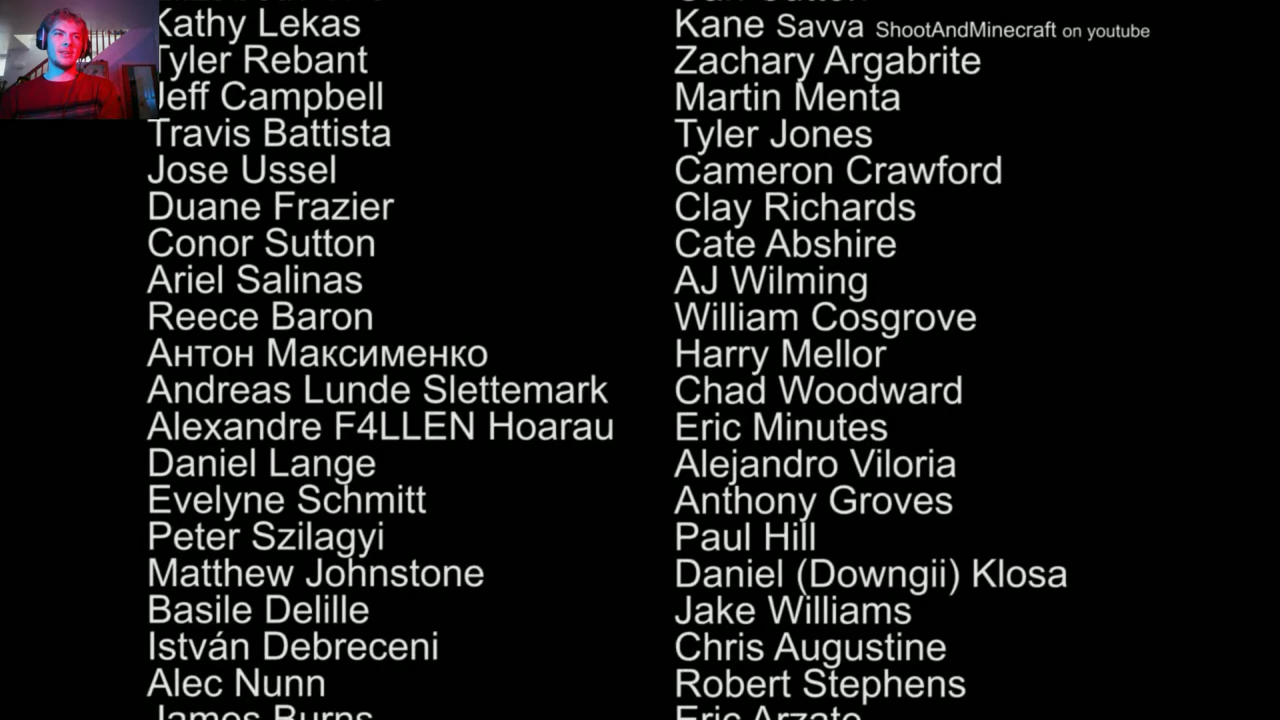 Kathy Lekas
Tyler Rebant
Jeff Campbell
Travis Battista
Jose Ussel
Duane Frazier
Conor Sutton
Ariel Salinas
Reece Baron
Антон Максименко
Andreas Lunde Slettemark
Alexandre F4LLEN Hoarau
Daniel Lange
Evelyne Schmitt
Peter Szilagyi
Matthew Johnstone
Basile Delille
István Debreceni
Alec Nunn
James Burns
Kane Savva ShootAndMinecraft on youtube
Zachary Argabrite
Martin Menta
Tyler Jones
Cameron Crawford
Clay Richards
Cate Abshire
AJ Wilming
William Cosgrove
Harry Mellor
Chad Woodward
Eric Minutes
Alejandro Viloria
Anthony Groves
Paul Hill
Daniel (Downgii) Klosa
Jake Williams
Chris Augustine
Robert Stephens
Eric Arzate